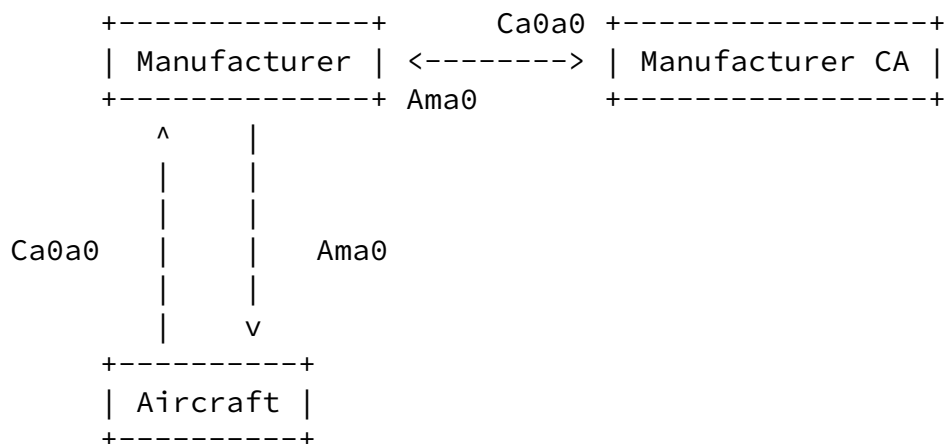 Ca0a0
Manufacturer <--------> Manufacturer CA
Ama0
Ca0a0 Ama0
Aircraft